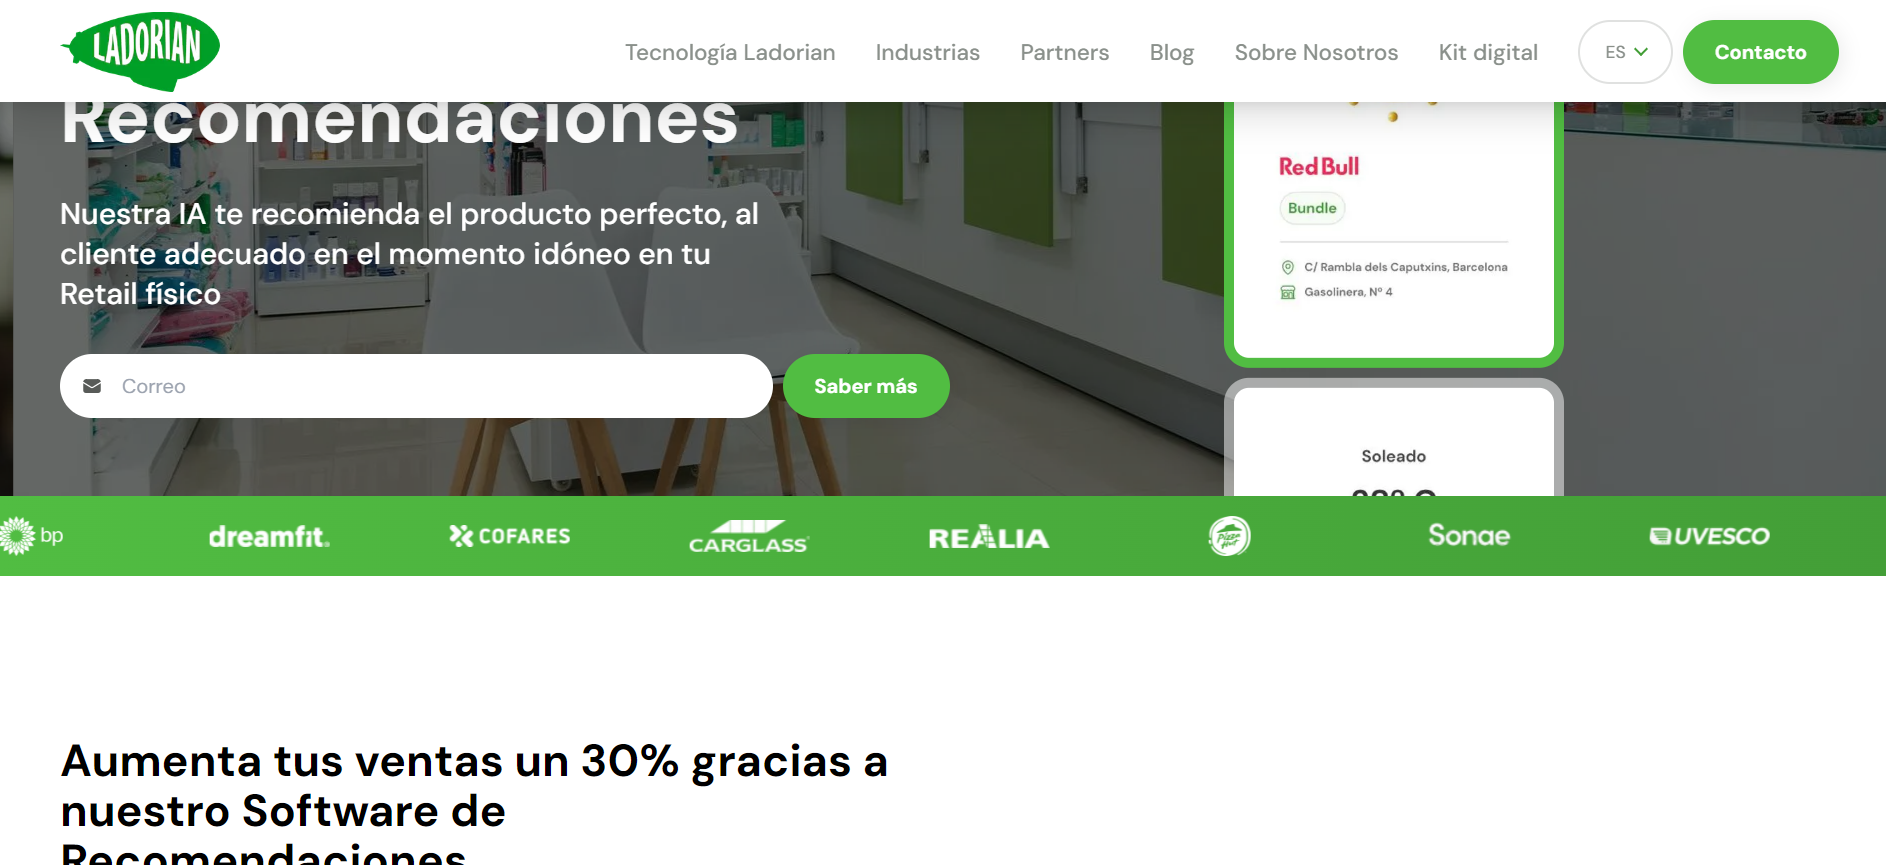 LADORIAN
Tecnología Ladorian
Industrias
Partners
Blog
Sobre Nosotros
Kit digital
ES
Contacto
Recomendaciones
Nuestra IA te recomienda el producto perfecto, al
cliente adecuado en el momento idóneo en tu
Retail físico
Correo
Saber más
Red Bull
Bundle
C/ Rambla dels Caputxins, Barcelona
Gasolinera, Nº 4
Soleado
bp
dreamfit
COFARES
CARGLASS
REALIA
Pizza Hut
Sonae
UVESCO
Aumenta tus ventas un 30% gracias a
nuestro Software de
Recomendaciones